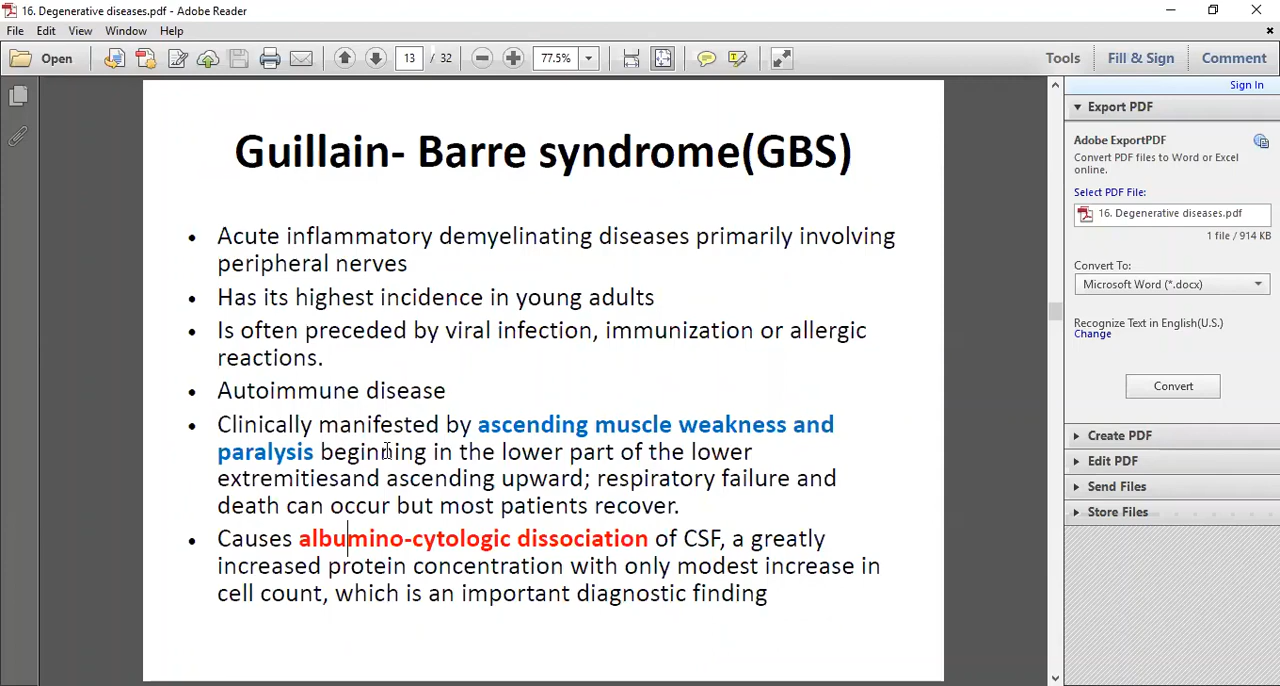 16. Degenerative diseases.pdf - Adobe Reader
File Edit View Window Help
Open 13 / 32 77.5% Tools Fill & Sign Comment
Sign In
Export PDF
Adobe ExportPDF
Convert PDF files to Word or Excel
online.
Select PDF File:
16. Degenerative diseases.pdf
1 file / 914 KB
Convert To:
Microsoft Word (*.docx)
Recognize Text in English(U.S.)
Change
Convert
Create PDF
Edit PDF
Send Files
Store Files
Guillain- Barre syndrome(GBS)
• Acute inflammatory demyelinating diseases primarily involving
peripheral nerves
• Has its highest incidence in young adults
• Is often preceded by viral infection, immunization or allergic
reactions.
• Autoimmune disease
• Clinically manifested by ascending muscle weakness and
paralysis beginning in the lower part of the lower
extremitiesand ascending upward; respiratory failure and
death can occur but most patients recover.
• Causes albumino-cytologic dissociation of CSF, a greatly
increased protein concentration with only modest increase in
cell count, which is an important diagnostic finding